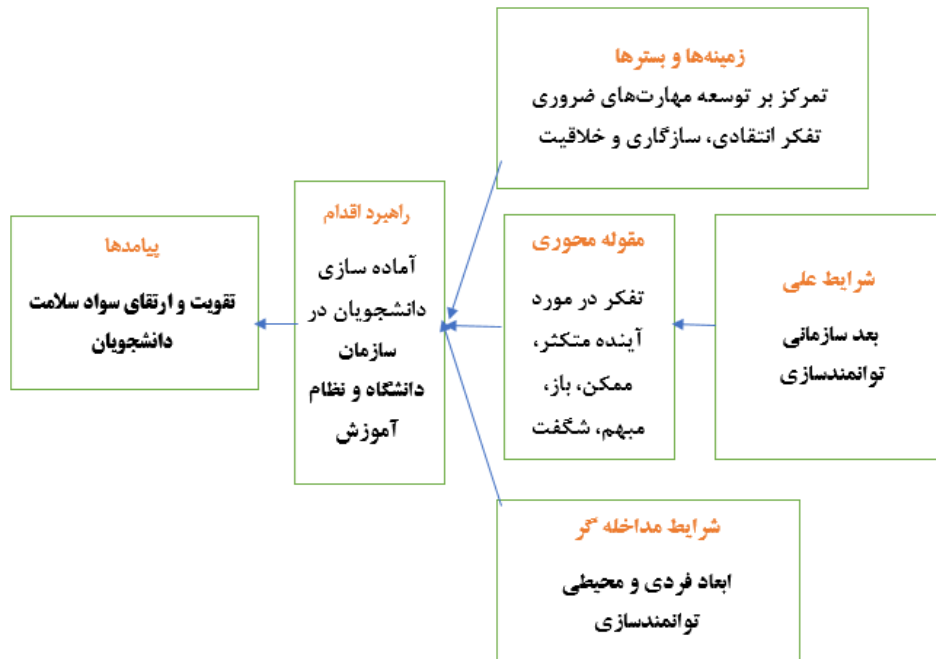 زمینه‌ها و بسترها
تمرکز بر توسعه مهارت‌های ضروری
تفکر انتقادی، سازگاری و خلاقیت
شرایط علی
بعد سازمانی
توانمندسازی
مقوله محوری
تفکر در مورد
آینده متکثر،
ممکن، باز،
مبهم، شگفت
راهبرد اقدام
آماده سازی
دانشجویان در
سازمان
دانشگاه و نظام
آموزش
پیامدها
تقویت و ارتقای سواد سلامت
دانشجویان
شرایط مداخله گر
ابعاد فردی و محیطی
توانمندسازی